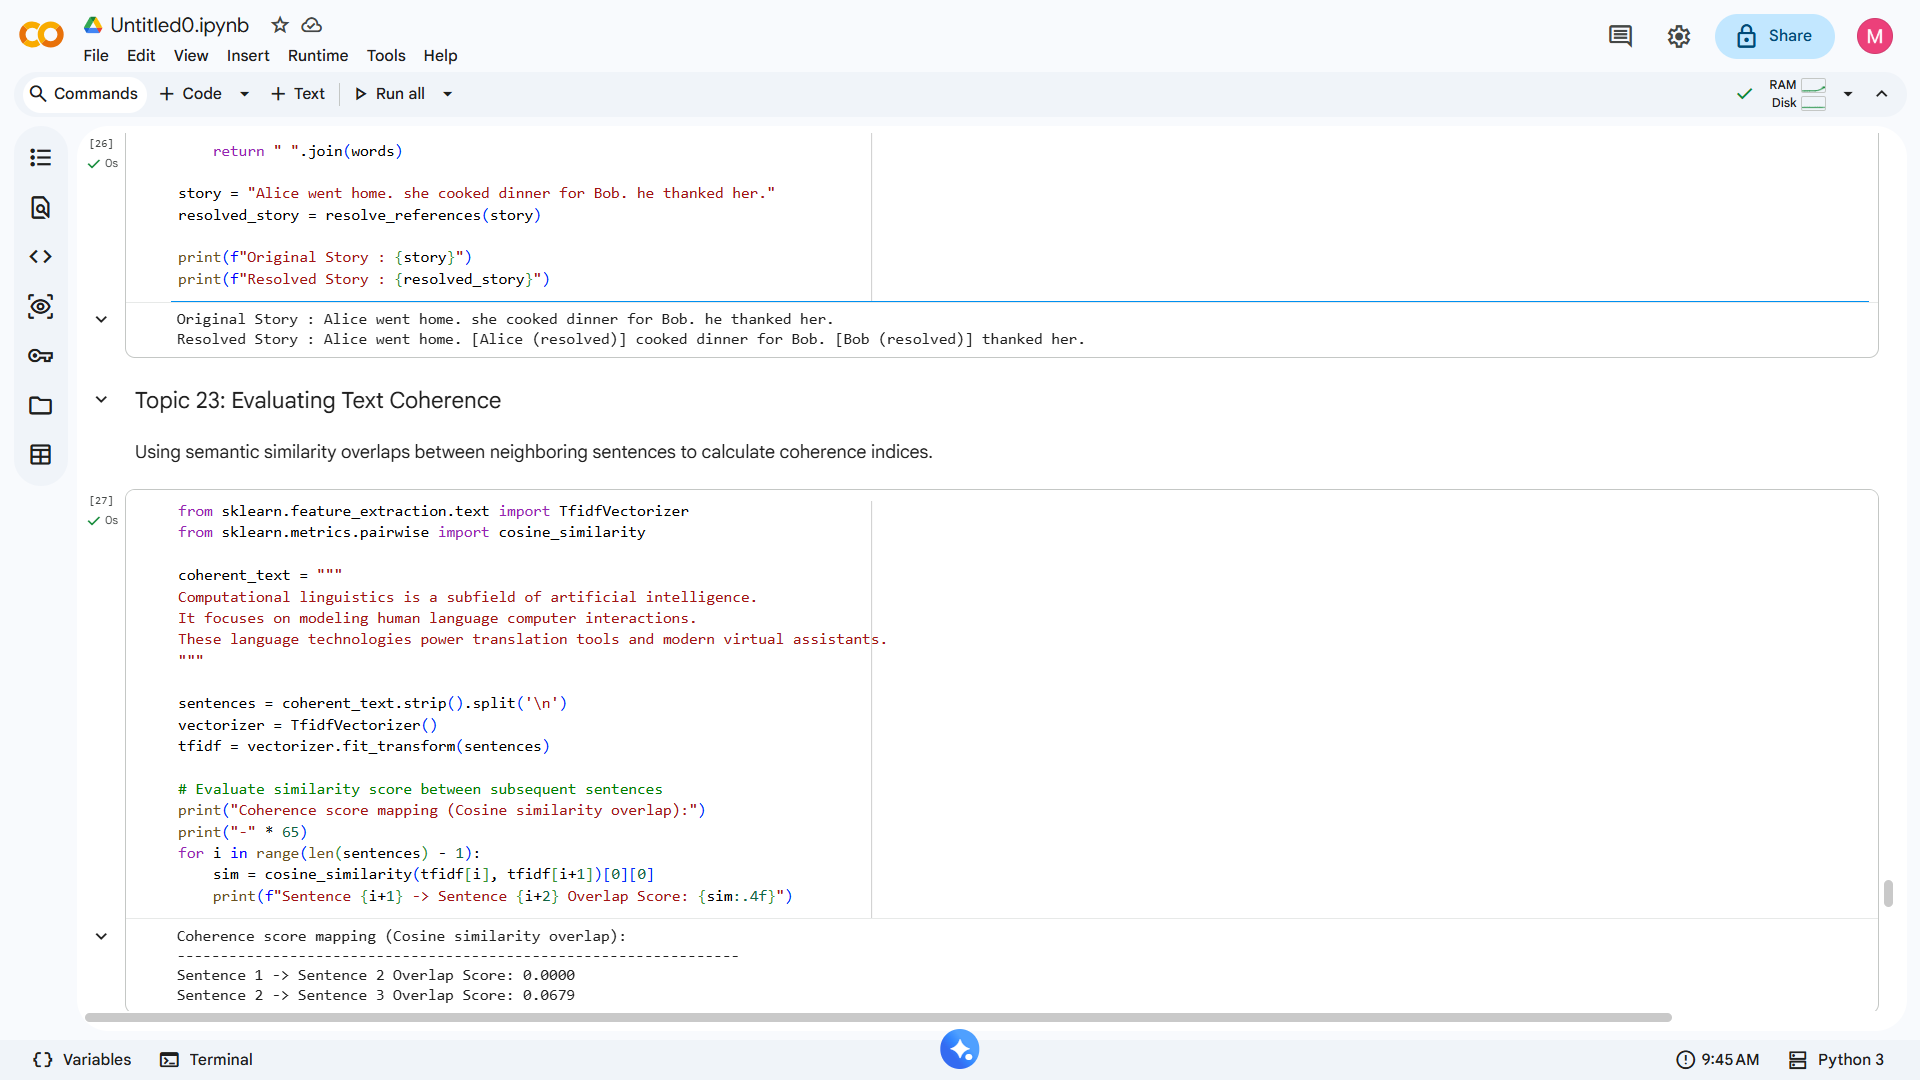 Untitled0.ipynb
File Edit View Insert Runtime Tools Help
Share
M
Commands + Code + Text Run all
RAM
Disk
[26]
0s
return " ".join(words)
story = "Alice went home. she cooked dinner for Bob. he thanked her."
resolved_story = resolve_references(story)
print(f"Original Story : {story}")
print(f"Resolved Story : {resolved_story}")
Original Story : Alice went home. she cooked dinner for Bob. he thanked her.
Resolved Story : Alice went home. [Alice (resolved)] cooked dinner for Bob. [Bob (resolved)] thanked her.
Topic 23: Evaluating Text Coherence
Using semantic similarity overlaps between neighboring sentences to calculate coherence indices.
[27]
0s
from sklearn.feature_extraction.text import TfidfVectorizer
from sklearn.metrics.pairwise import cosine_similarity
coherent_text = """
Computational linguistics is a subfield of artificial intelligence.
It focuses on modeling human language computer interactions.
These language technologies power translation tools and modern virtual assistants.
"""
sentences = coherent_text.strip().split('\n')
vectorizer = TfidfVectorizer()
tfidf = vectorizer.fit_transform(sentences)
# Evaluate similarity score between subsequent sentences
print("Coherence score mapping (Cosine similarity overlap):")
print("-" * 65)
for i in range(len(sentences) - 1):
    sim = cosine_similarity(tfidf[i], tfidf[i+1])[0][0]
    print(f"Sentence {i+1} -> Sentence {i+2} Overlap Score: {sim:.4f}")
Coherence score mapping (Cosine similarity overlap):
-----------------------------------------------------------------
Sentence 1 -> Sentence 2 Overlap Score: 0.0000
Sentence 2 -> Sentence 3 Overlap Score: 0.0679
Variables Terminal
9:45 AM Python 3